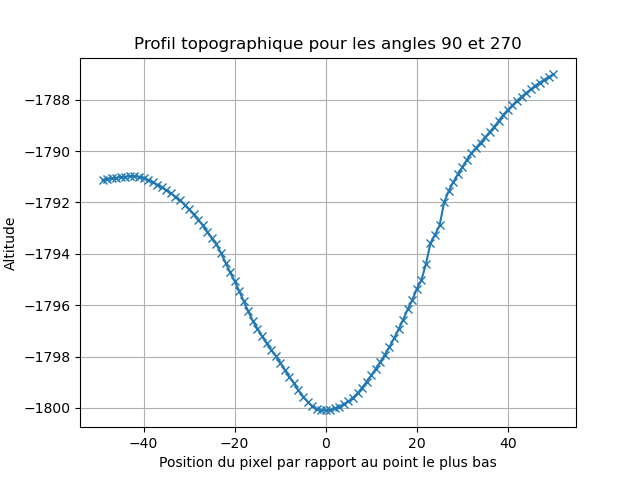 Profil topographique pour les angles 90 et 270
Altitude
−1788
−1790
−1792
−1794
−1796
−1798
−1800
−40 −20 0 20 40
Position du pixel par rapport au point le plus bas